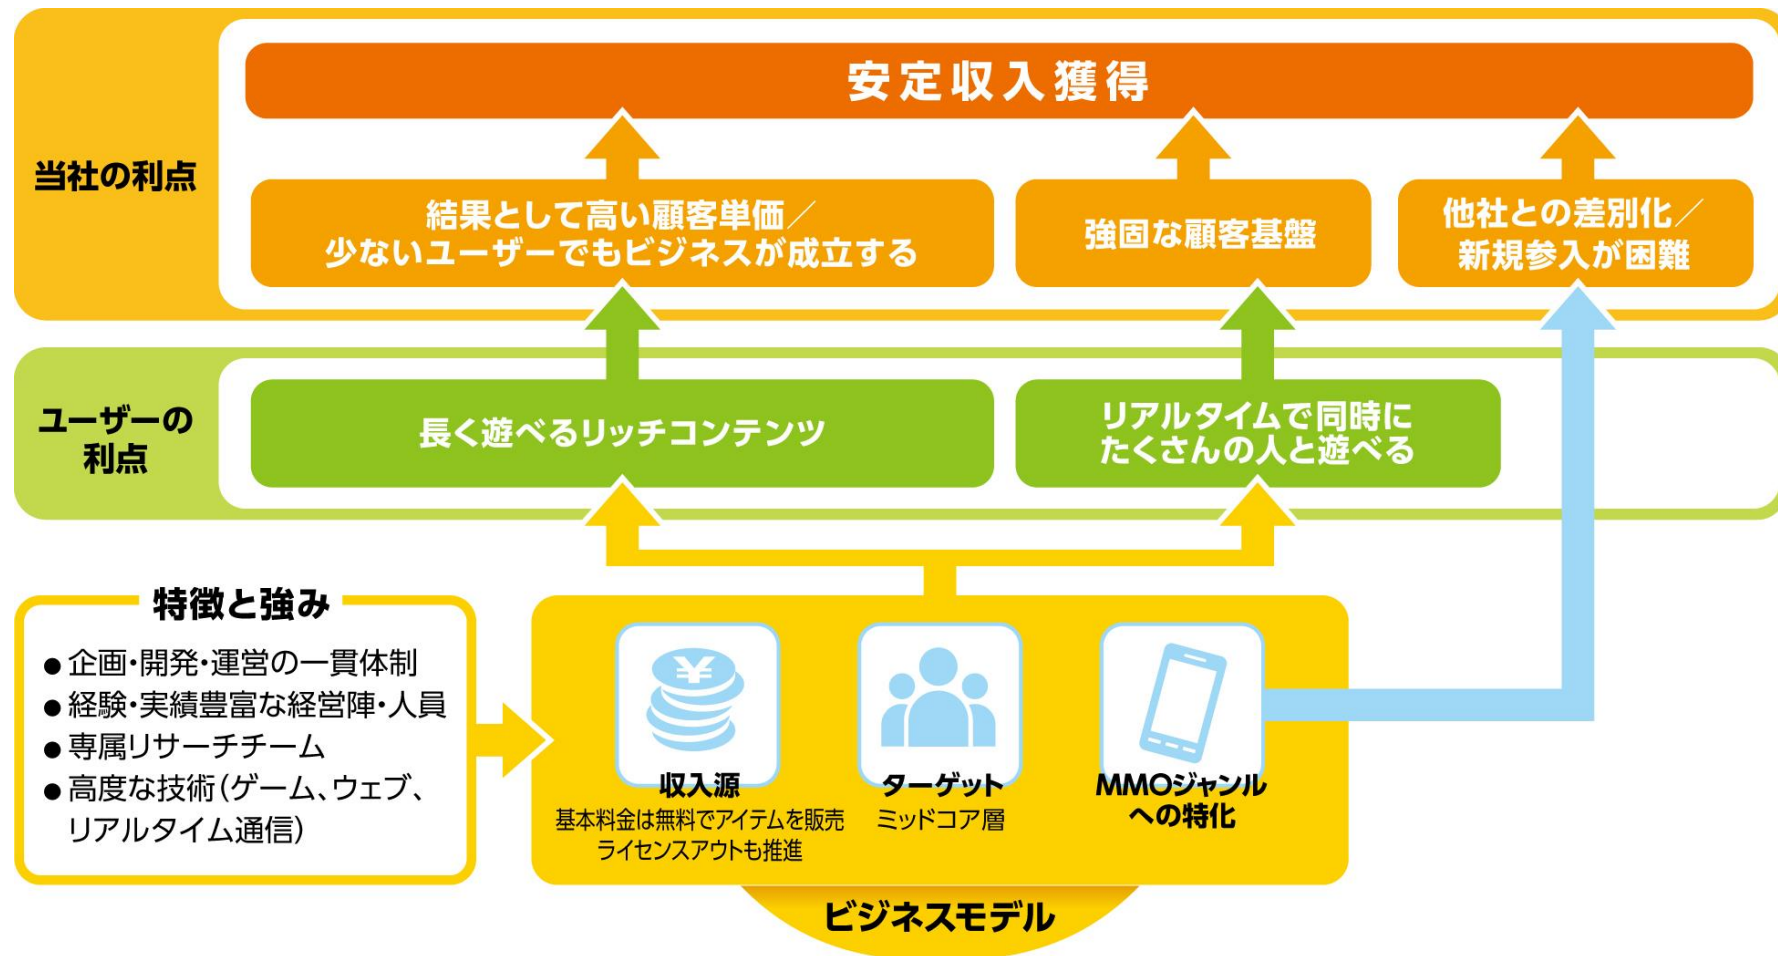 安定収入獲得
当社の利点
結果として高い顧客単価／
少ないユーザーでもビジネスが成立する
強固な顧客基盤
他社との差別化／
新規参入が困難
ユーザーの
利点
長く遊べるリッチコンテンツ
リアルタイムで同時に
たくさんの人と遊べる
特徴と強み
●企画・開発・運営の一貫体制
●経験・実績豊富な経営陣・人員
●専属リサーチチーム
●高度な技術（ゲーム、ウェブ、
リアルタイム通信）
¥
収入源
基本料金は無料でアイテムを販売
ライセンスアウトも推進
ターゲット
ミッドコア層
MMOジャンル
への特化
ビジネスモデル